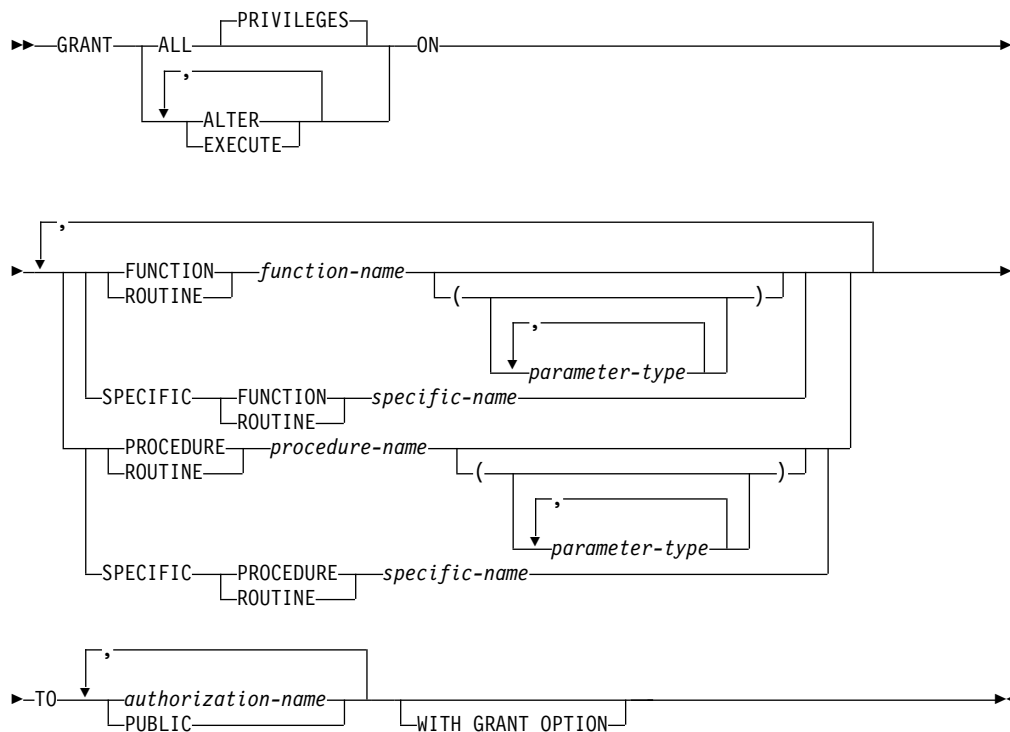 PRIVILEGES
GRANT ALL ON
,
ALTER
EXECUTE
,
FUNCTION function-name
ROUTINE ( )
,
parameter-type
SPECIFIC FUNCTION specific-name
ROUTINE
PROCEDURE procedure-name
ROUTINE ( )
,
parameter-type
SPECIFIC PROCEDURE specific-name
ROUTINE
,
TO authorization-name
PUBLIC WITH GRANT OPTION